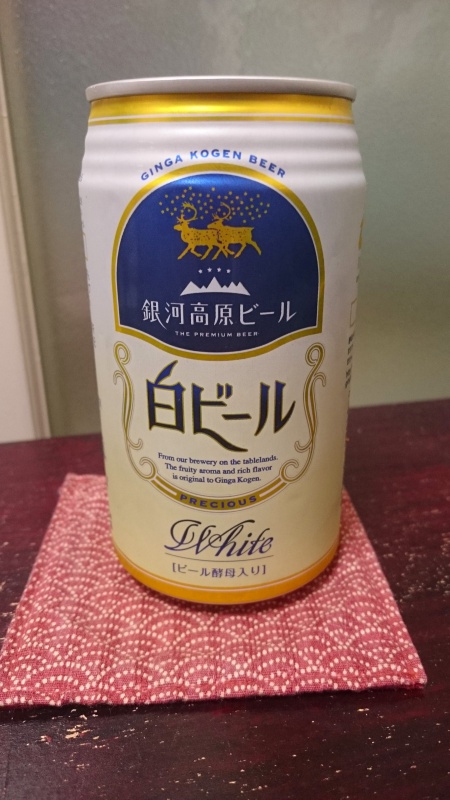 GINGA KOGEN BEER
銀河高原ビール
THE PREMIUM BEER
白ビール
From our brewery on the tablelands.
The fruity aroma and rich flavor
is original to Ginga Kogen.
PRECIOUS
White
[ビール酵母入り]